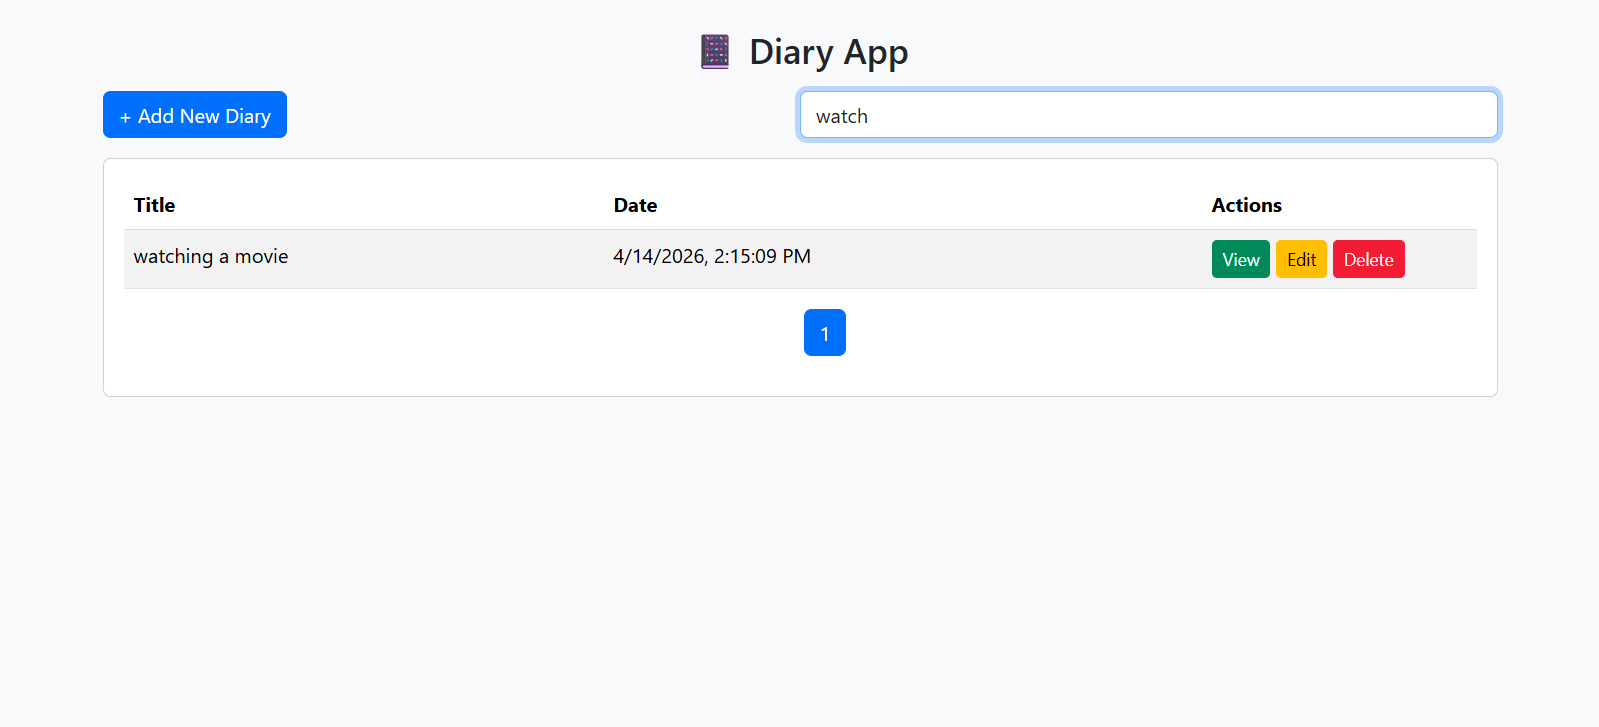 Diary App
+ Add New Diary
watch
Title Date Actions
watching a movie 4/14/2026, 2:15:09 PM View Edit Delete
1